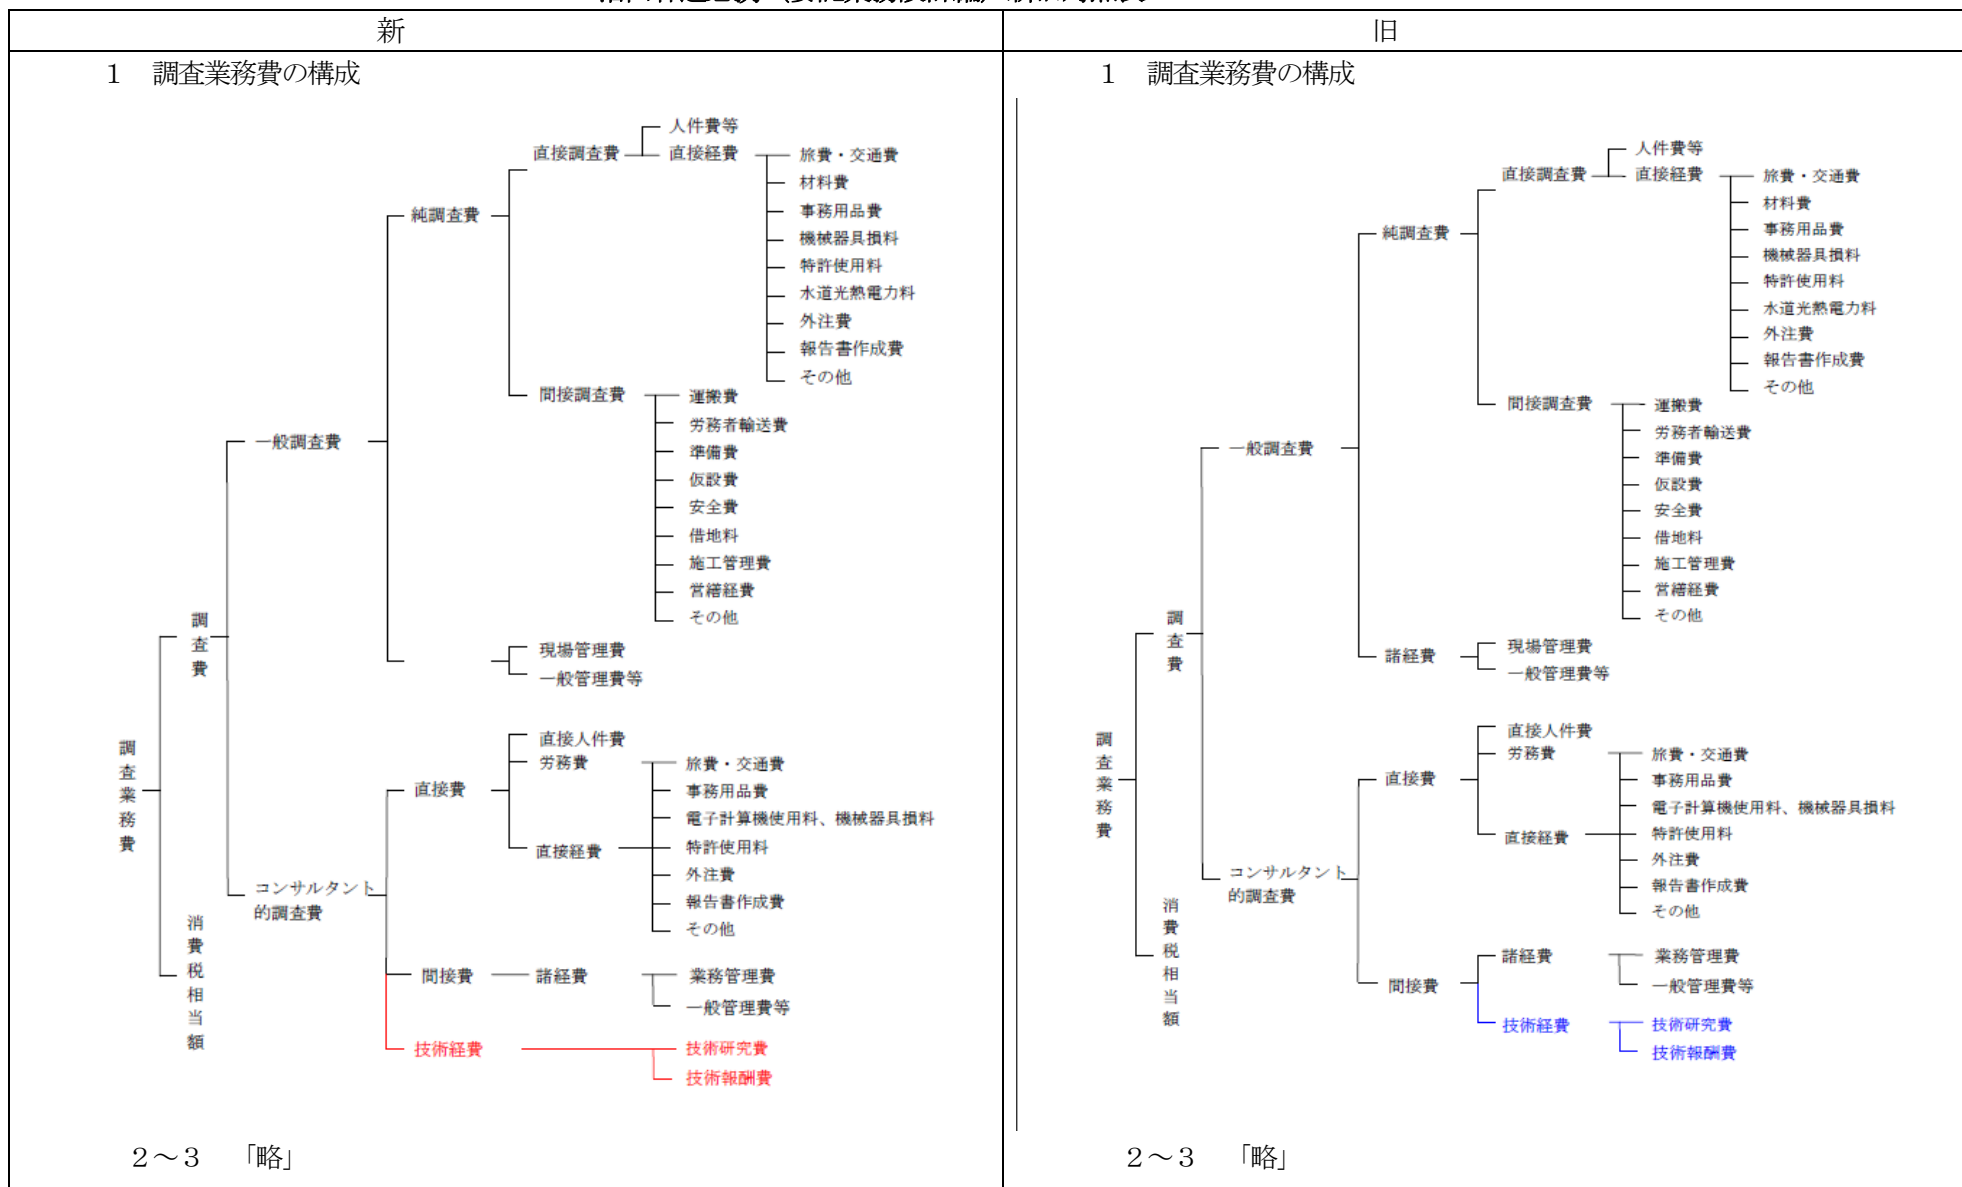 新
1 調査業務費の構成
人件費等
直接調査費
直接経費
旅費・交通費
材料費
事務用品費
機械器具損料
特許使用料
水道光熱電力料
外注費
報告書作成費
その他
純調査費
間接調査費
運搬費
労務者輸送費
準備費
仮設費
安全費
借地料
施工管理費
営繕経費
その他
一般調査費
現場管理費
一般管理費等
調査費
調査業務費
直接人件費
労務費
直接費
直接経費
旅費・交通費
事務用品費
電子計算機使用料、機械器具損料
特許使用料
外注費
報告書作成費
その他
コンサルタント
的調査費
間接費
諸経費
業務管理費
一般管理費等
技術経費
技術研究費
技術報酬費
消費税相当額
2～3 「略」
旧
1 調査業務費の構成
人件費等
直接調査費
直接経費
旅費・交通費
材料費
事務用品費
機械器具損料
特許使用料
水道光熱電力料
外注費
報告書作成費
その他
純調査費
間接調査費
運搬費
労務者輸送費
準備費
仮設費
安全費
借地料
施工管理費
営繕経費
その他
一般調査費
諸経費
現場管理費
一般管理費等
調査費
調査業務費
直接人件費
労務費
直接費
直接経費
旅費・交通費
事務用品費
電子計算機使用料、機械器具損料
特許使用料
外注費
報告書作成費
その他
コンサルタント
的調査費
間接費
諸経費
業務管理費
一般管理費等
技術経費
技術研究費
技術報酬費
消費税相当額
2～3 「略」